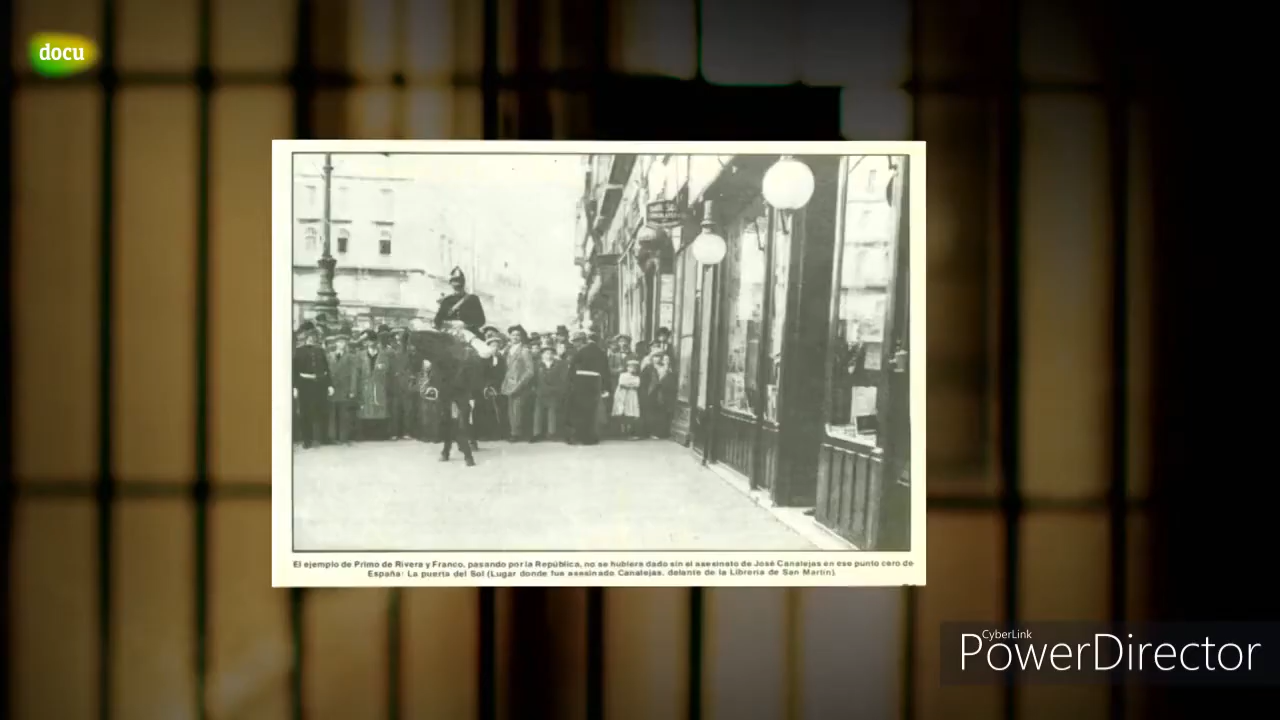 docu
El ejemplo de Primo de Rivera y Franco, pasando por la República, no se hubiera dado sin el asesinato de José Canalejas en ese punto cero de
España: La puerta del Sol (Lugar donde fue asesinado Canalejas, delante de la Librería de San Martín).
CyberLink
PowerDirector